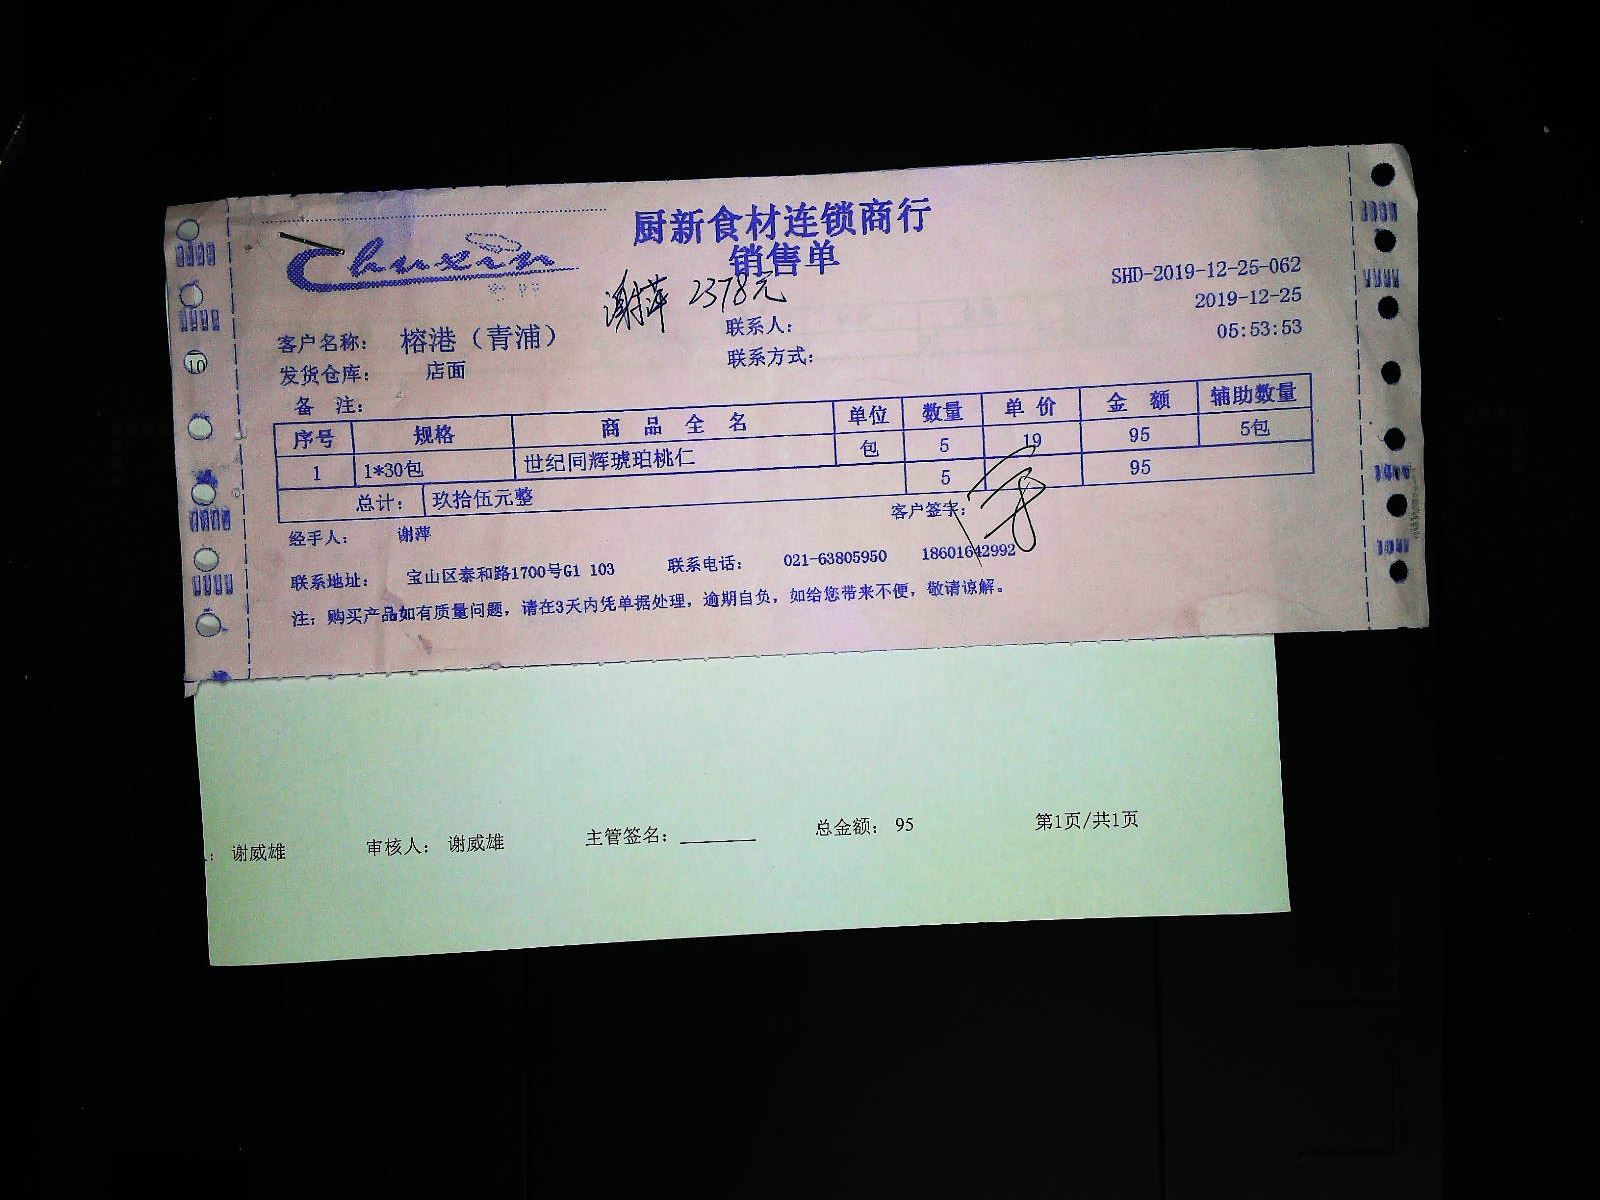 厨新食材连锁商行
Chuxin
销售单
谢萍 2378元
SHD-2019-12-25-062
2019-12-25
05:53:53
客户名称: 榕港（青浦） 联系人:
发货仓库: 店面 联系方式:
备 注:
序号 规格 商 品 全 名 单位 数量 单 价 金 额 辅助数量
1 1*30包 世纪同辉琥珀桃仁 包 5 19 95 5包
总计: 玖拾伍元整 5 95
经手人: 谢萍 客户签字:
联系地址: 宝山区泰和路1700号G1 103 联系电话: 021-63805950 18601642992
注: 购买产品如有质量问题，请在3天内凭单据处理，逾期自负，如给您带来不便，敬请谅解。
10
: 谢威雄 审核人: 谢威雄 主管签名: 总金额: 95 第1页/共1页